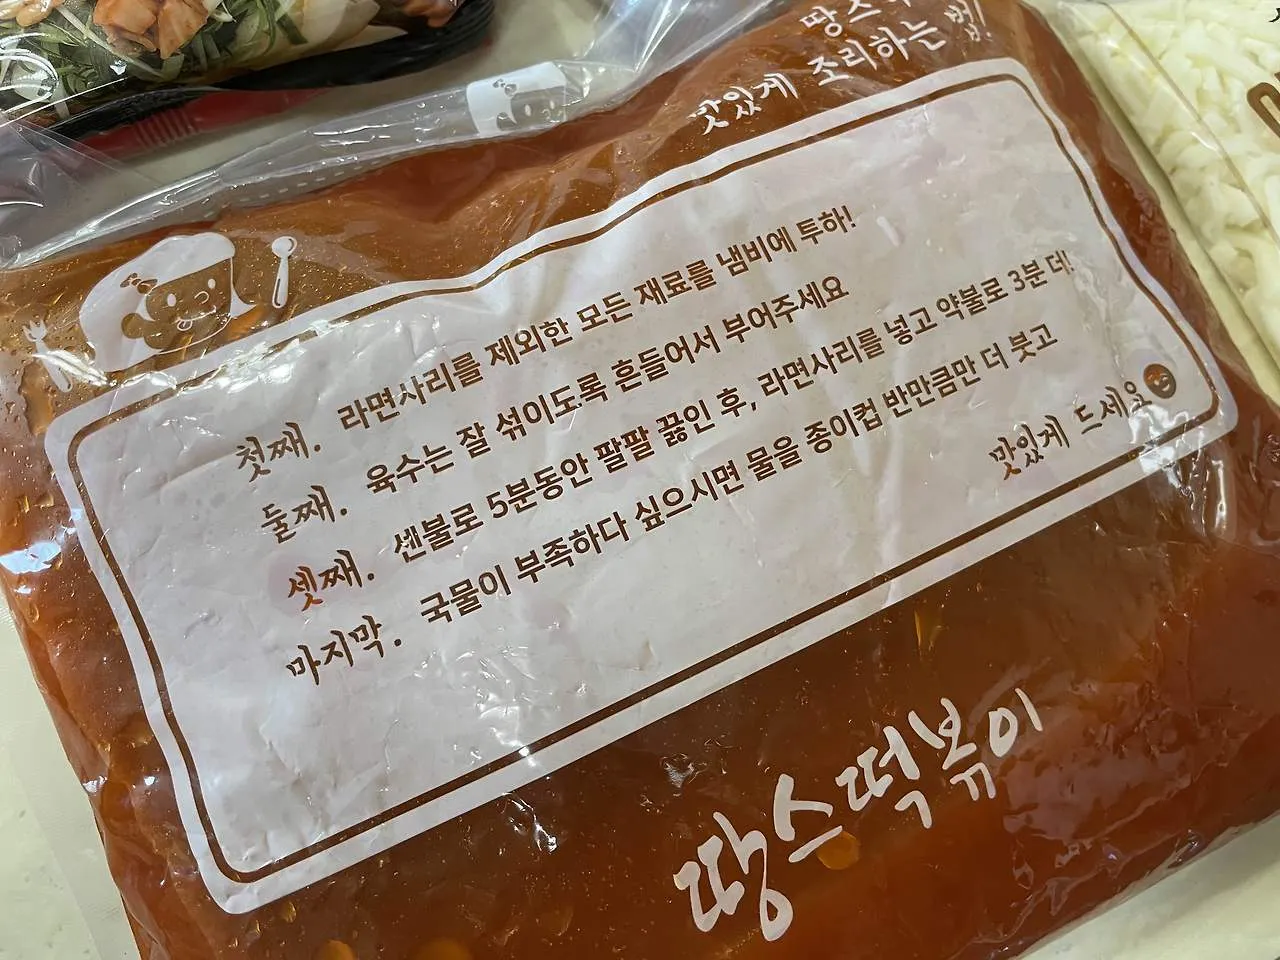 맛있게 조리하는 법!
첫째. 라면사리를 제외한 모든 재료를 냄비에 투하!
둘째. 육수는 잘 섞이도록 흔들어서 부어주세요
셋째. 센불로 5분동안 팔팔 끓인 후, 라면사리를 넣고 약불로 3분 더!
마지막. 국물이 부족하다 싶으시면 물을 종이컵 반만큼만 더 붓고
맛있게 드세요
땅스떡볶이